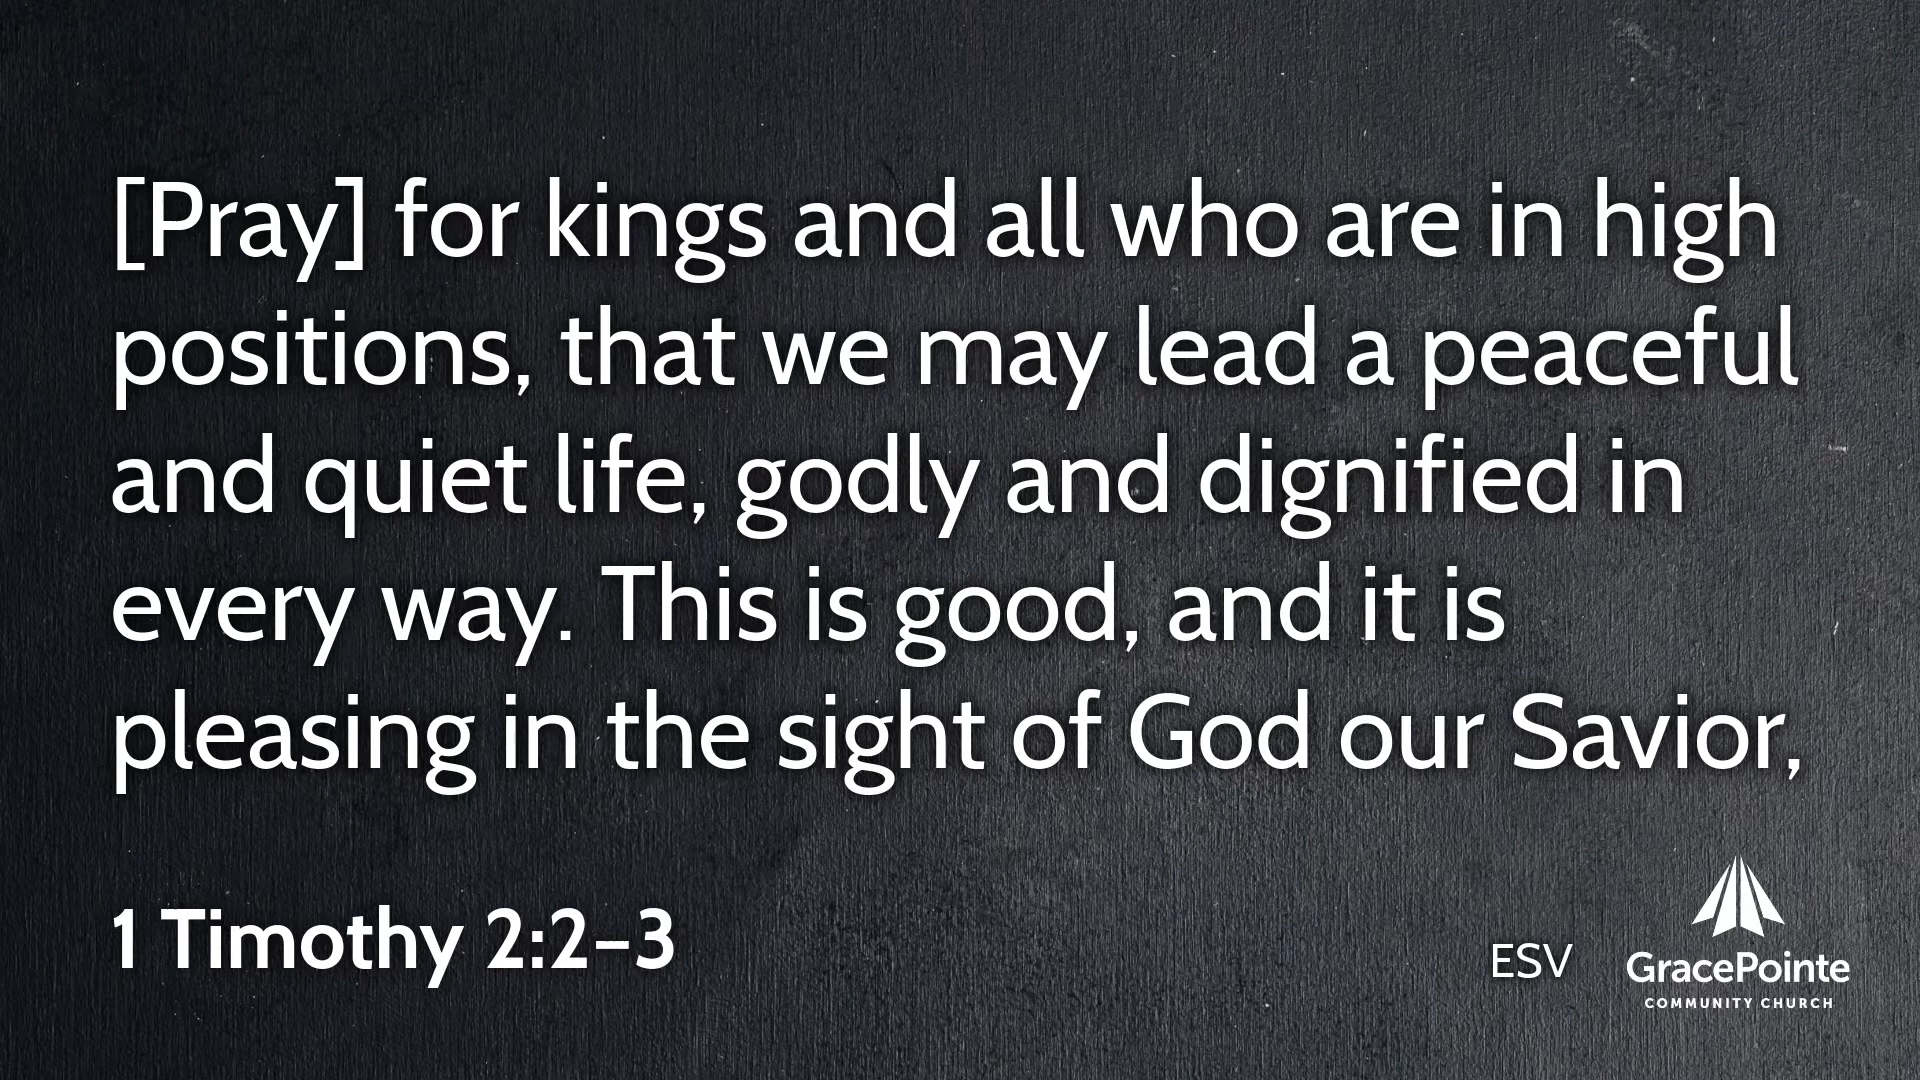 [Pray] for kings and all who are in high
positions, that we may lead a peaceful
and quiet life, godly and dignified in
every way. This is good, and it is
pleasing in the sight of God our Savior,
1 Timothy 2:2–3
ESV
GracePointe
COMMUNITY CHURCH